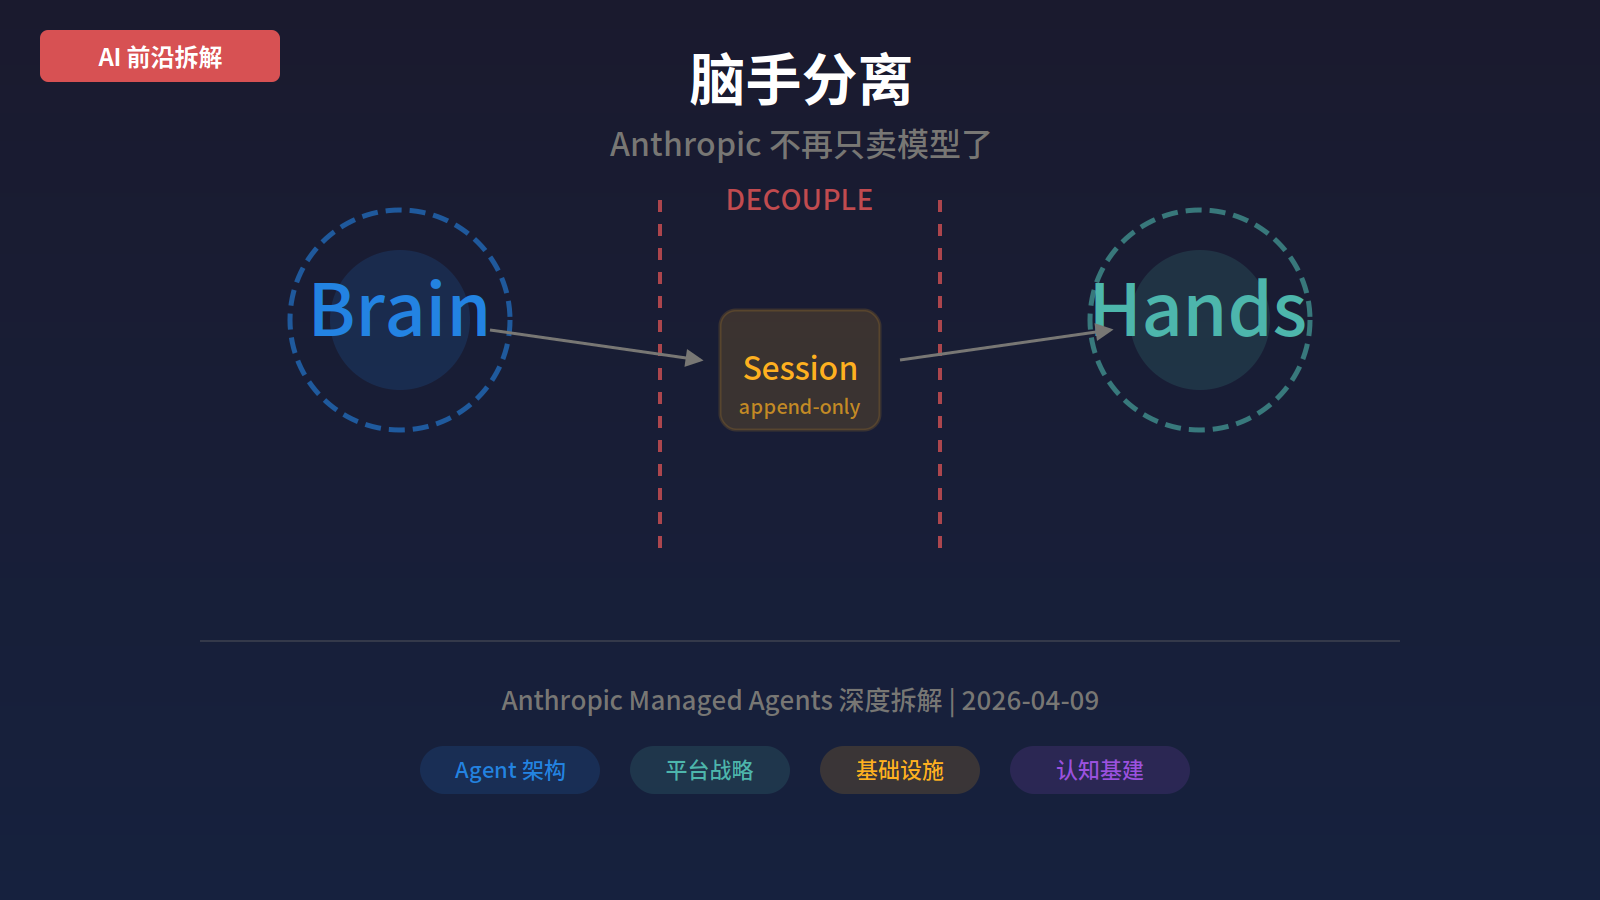 AI 前沿拆解
脑手分离
Anthropic 不再只卖模型了
DECOUPLE
Brain
Session
append-only
Hands
Anthropic Managed Agents 深度拆解 | 2026-04-09
Agent 架构
平台战略
基础设施
认知基建